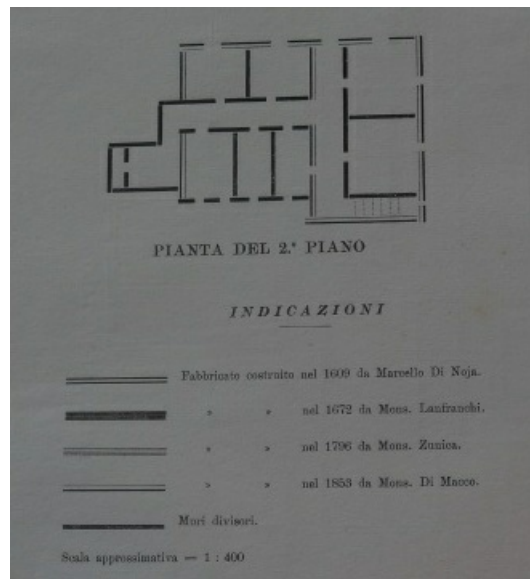 PIANTA DEL 2.° PIANO
INDICAZIONI
Fabbricato costruito nel 1609 da Marcello Di Noja.
» » nel 1672 da Mons. Lanfranchi.
» » nel 1796 da Mons. Zunica.
» » nel 1853 da Mons. Di Macco.
Muri divisori.
Scala approssimativa — 1 : 400